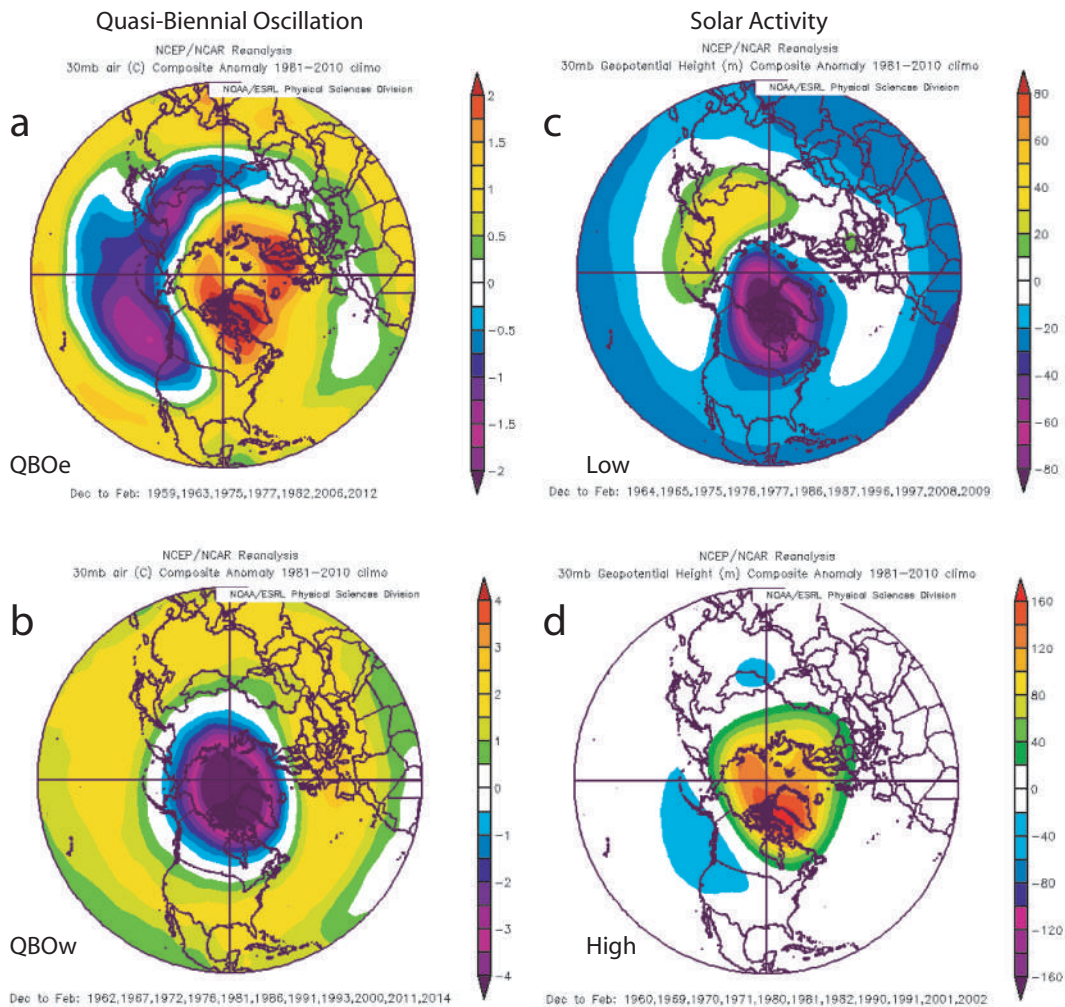 Quasi-Biennial Oscillation
NCEP/NCAR Reanalysis
30mb air (C) Composite Anomaly 1981−2010 climo
NOAA/ESRL Physical Sciences Division
a
2
1.5
1
0.5
0
−0.5
−1
−1.5
−2
QBOe
Dec to Feb: 1959,1963,1975,1977,1982,2006,2012
Solar Activity
NCEP/NCAR Reanalysis
30mb Geopotential Height (m) Composite Anomaly 1981−2010 climo
NOAA/ESRL Physical Sciences Division
c
80
60
40
20
0
−20
−40
−60
−80
Low
Dec to Feb: 1964,1965,1975,1976,1977,1986,1987,1996,1997,2008,2009
NCEP/NCAR Reanalysis
30mb air (C) Composite Anomaly 1981−2010 climo
NOAA/ESRL Physical Sciences Division
b
4
3
2
1
0
−1
−2
−3
−4
QBOw
Dec to Feb: 1962,1967,1972,1976,1981,1986,1991,1993,2000,2011,2014
NCEP/NCAR Reanalysis
30mb Geopotential Height (m) Composite Anomaly 1981−2010 climo
NOAA/ESRL Physical Sciences Division
d
160
120
80
40
0
−40
−80
−120
−160
High
Dec to Feb: 1960,1969,1970,1971,1980,1981,1982,1990,1991,2001,2002